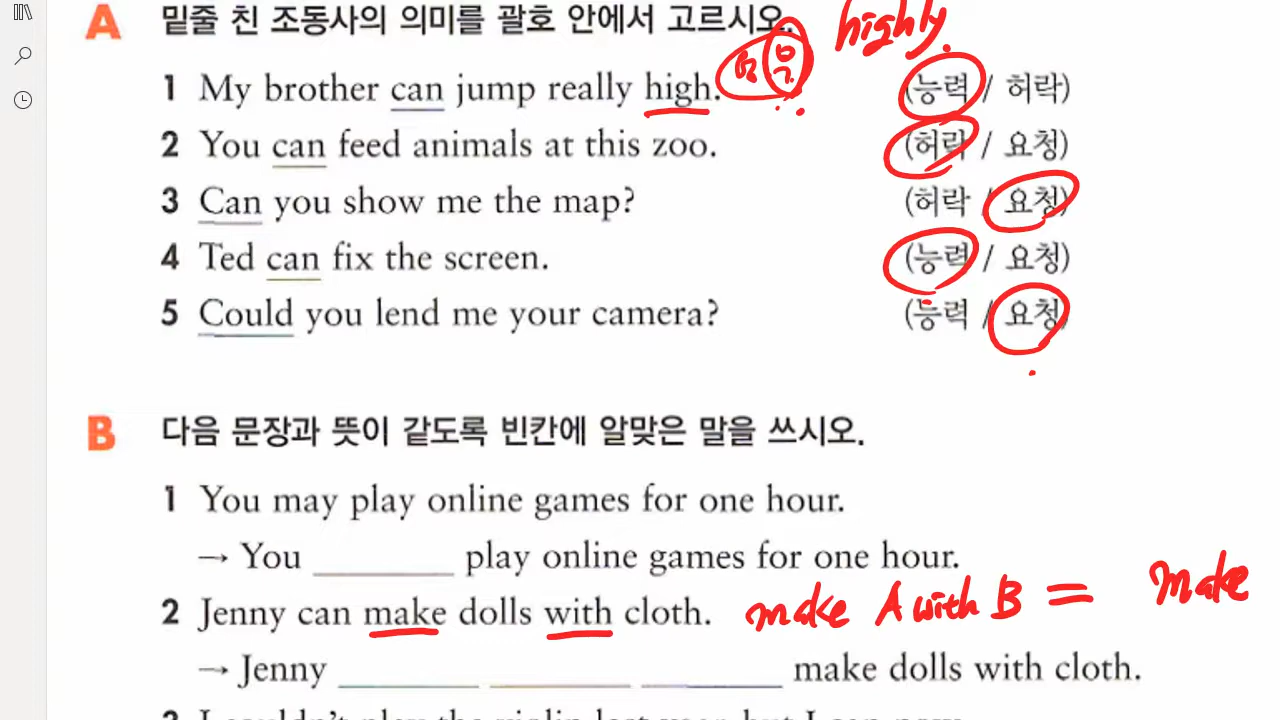 A 밑줄 친 조동사의 의미를 괄호 안에서 고르시오.
highly.
1 My brother can jump really high. (능력 / 허락)
2 You can feed animals at this zoo. (허락 / 요청)
3 Can you show me the map? (허락 / 요청)
4 Ted can fix the screen. (능력 / 요청)
5 Could you lend me your camera? (능력 / 요청)
B 다음 문장과 뜻이 같도록 빈칸에 알맞은 말을 쓰시오.
1 You may play online games for one hour.
→ You ________ play online games for one hour.
2 Jenny can make dolls with cloth. make A with B = make
→ Jenny ________ ________ ________ make dolls with cloth.